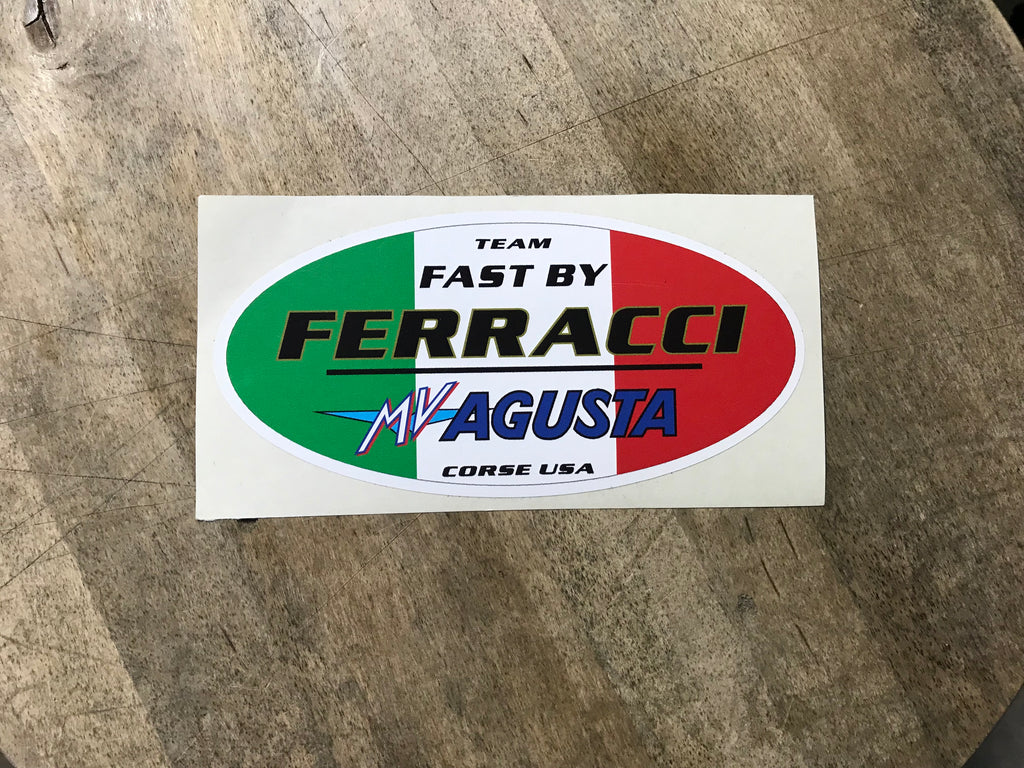 TEAM
FAST BY
FERRACCI
MV AGUSTA
CORSE USA